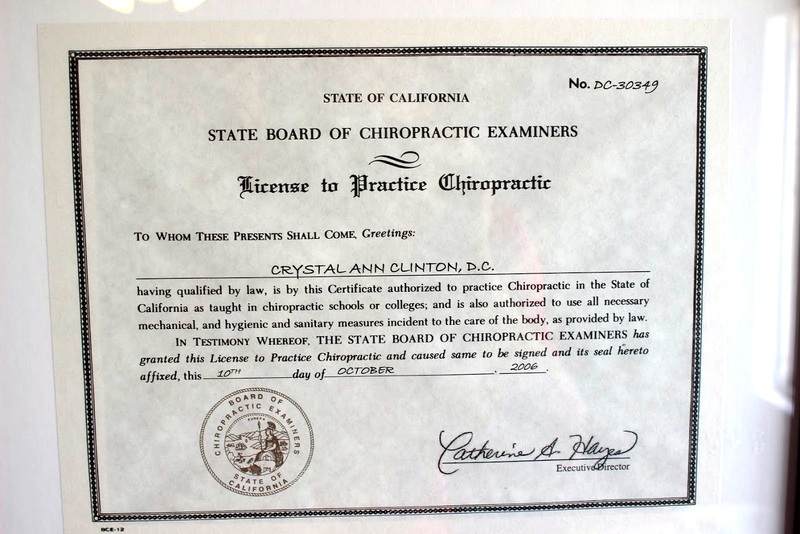 No. DC-30349
STATE OF CALIFORNIA
STATE BOARD OF CHIROPRACTIC EXAMINERS
License to Practice Chiropractic
TO WHOM THESE PRESENTS SHALL COME, Greetings:
CRYSTAL ANN CLINTON, D.C.
having qualified by law, is by this Certificate authorized to practice Chiropractic in the State of
California as taught in chiropractic schools or colleges; and is also authorized to use all necessary
mechanical, and hygienic and sanitary measures incident to the care of the body, as provided by law.
IN TESTIMONY WHEREOF, THE STATE BOARD OF CHIROPRACTIC EXAMINERS has
granted this License to Practice Chiropractic and caused same to be signed and its seal hereto
affixed, this 10TH day of OCTOBER, 2006.
BOARD OF
CHIROPRACTIC EXAMINERS
EUREKA
STATE OF
CALIFORNIA
Catherine A. Hayes
Executive Director
BCE-12